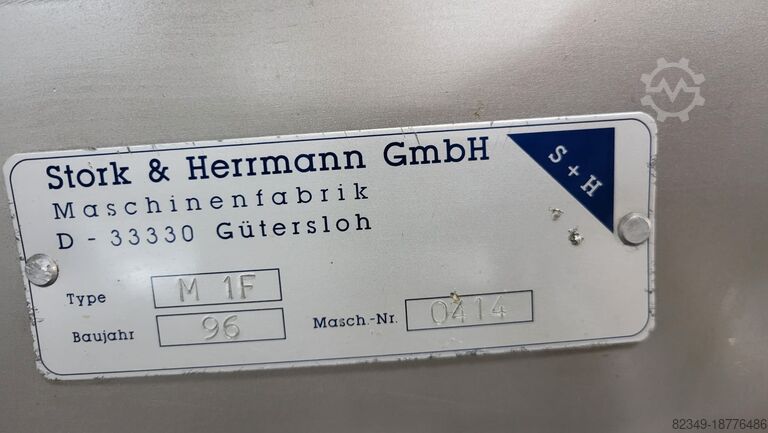 Stork & Herrmann GmbH
Maschinenfabrik
D - 33330 Gütersloh
S + H
Type M 1F
Baujahr 96 Masch.-Nr. 0414
82349-18776486